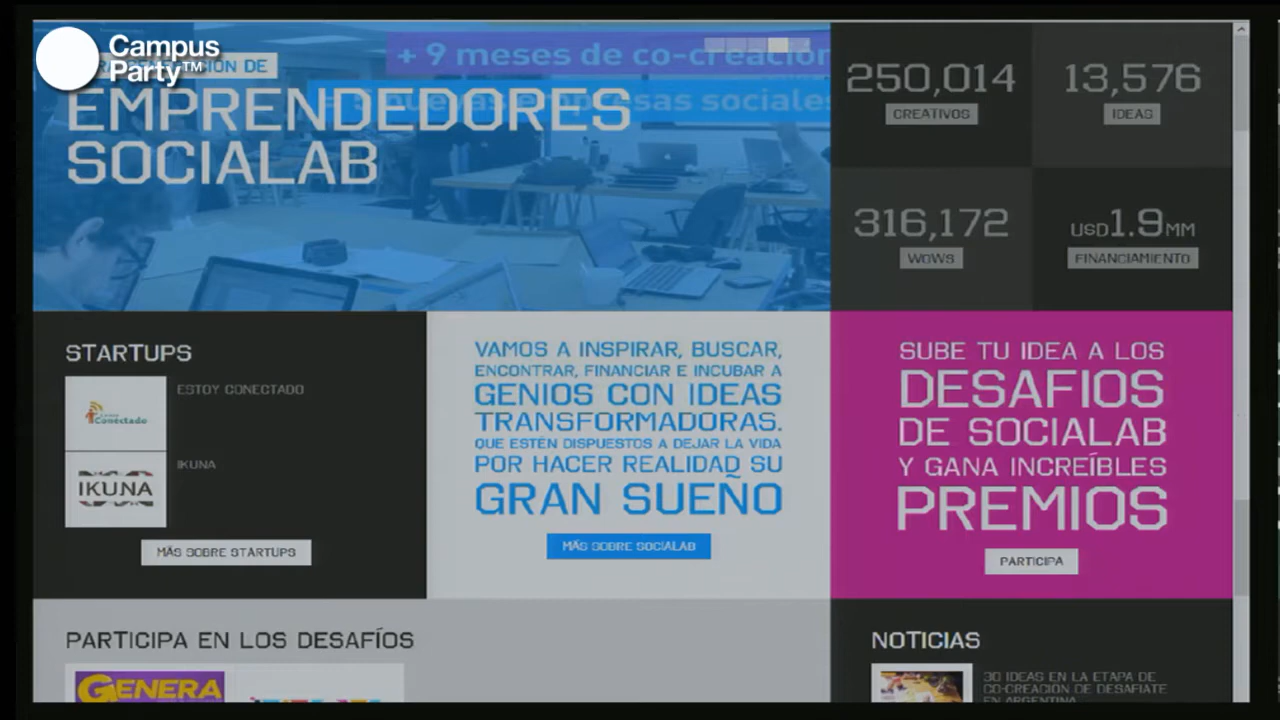 Campus
Party™
+ 9 meses de co-creación
DE
EMPRENDEDORES
SOCIALAB
250,014
CREATIVOS
13,576
IDEAS
316,172
WOWS
USD1.9MM
FINANCIAMIENTO
STARTUPS
ESTOY CONECTADO
Conectado
IKUNA
IKUNA
MÁS SOBRE STARTUPS
VAMOS A INSPIRAR, BUSCAR,
ENCONTRAR, FINANCIAR E INCUBAR A
GENIOS CON IDEAS
TRANSFORMADORAS.
QUE ESTÉN DISPUESTOS A DEJAR LA VIDA
POR HACER REALIDAD SU
GRAN SUEÑO
MÁS SOBRE SOCIALAB
SUBE TU IDEA A LOS
DESAFIOS
DE SOCIALAB
Y GANA INCREÍBLES
PREMIOS
PARTICIPA
PARTICIPA EN LOS DESAFÍOS
GENERA
NOTICIAS
30 IDEAS EN LA ETAPA DE
CO-CREACIÓN DE DESAFIATE
EN ARGENTINA